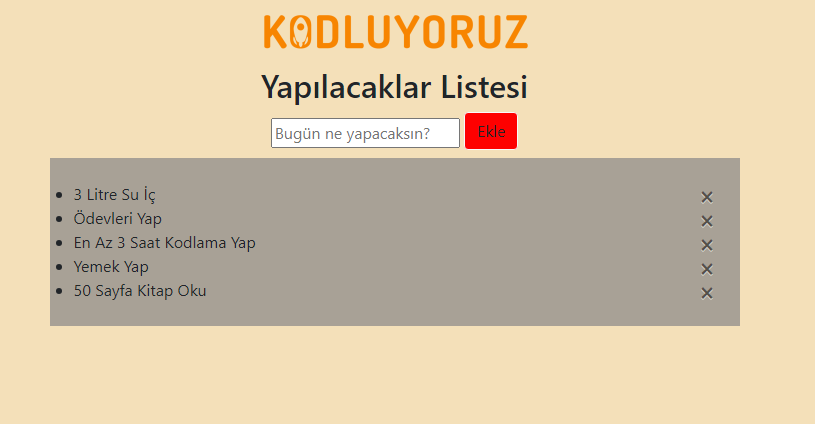 KODLUYORUZ
Yapılacaklar Listesi
Bugün ne yapacaksın? Ekle
3 Litre Su İç
Ödevleri Yap
En Az 3 Saat Kodlama Yap
Yemek Yap
50 Sayfa Kitap Oku